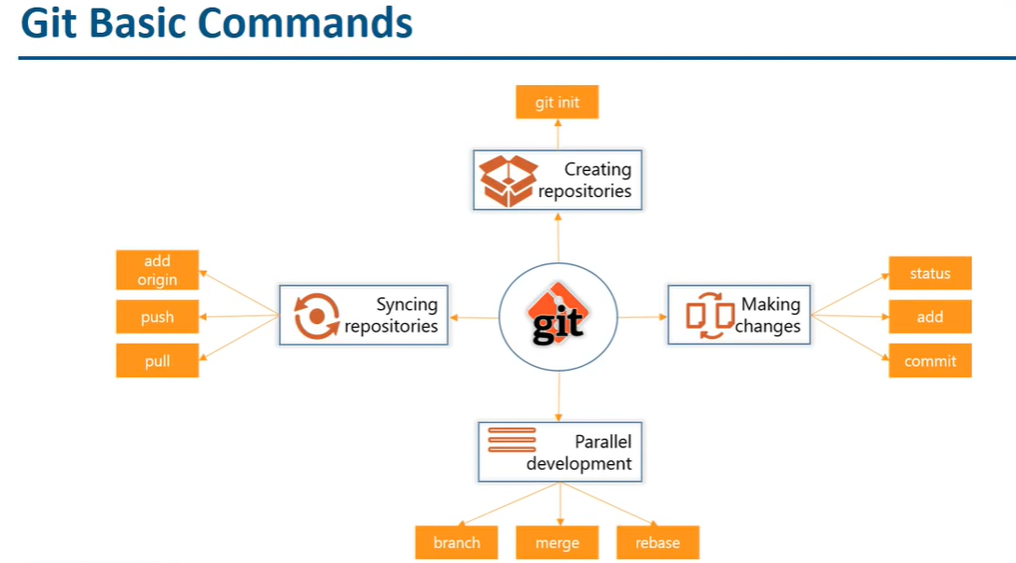 Git Basic Commands
git init
Creating
repositories
add
origin
push
pull
Syncing
repositories
git
Making
changes
status
add
commit
Parallel
development
branch
merge
rebase